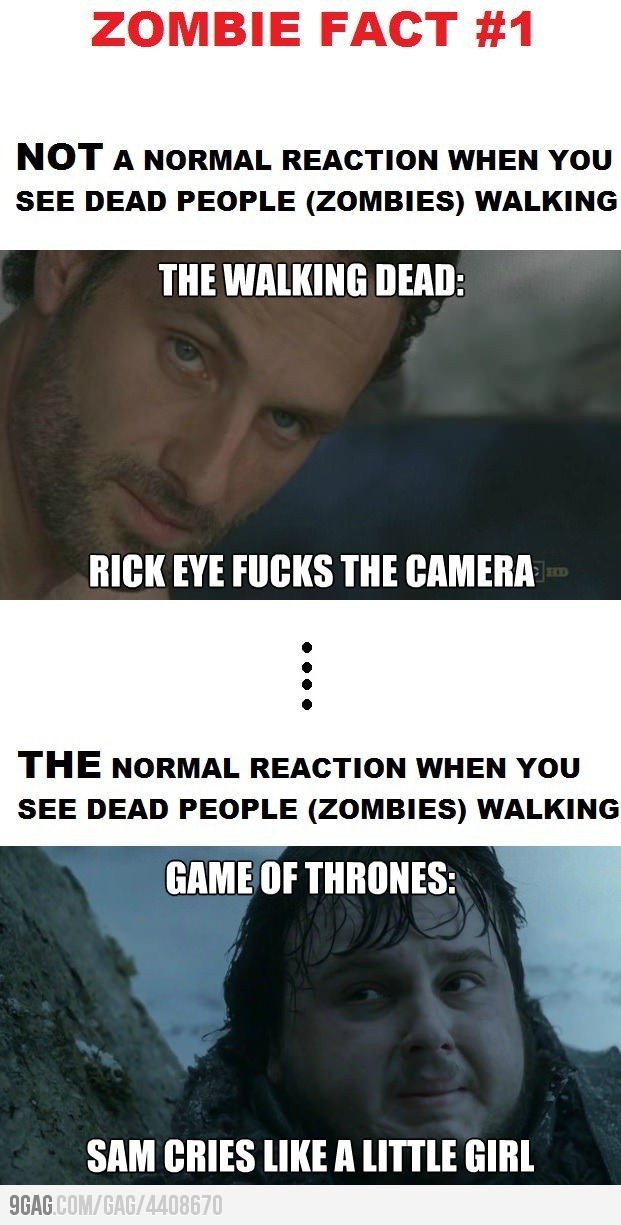 ZOMBIE FACT #1
NOT A NORMAL REACTION WHEN YOU
SEE DEAD PEOPLE (ZOMBIES) WALKING
THE WALKING DEAD:
RICK EYE FUCKS THE CAMERA
HD
THE NORMAL REACTION WHEN YOU
SEE DEAD PEOPLE (ZOMBIES) WALKING
GAME OF THRONES:
SAM CRIES LIKE A LITTLE GIRL
9GAG.COM/GAG/4408670